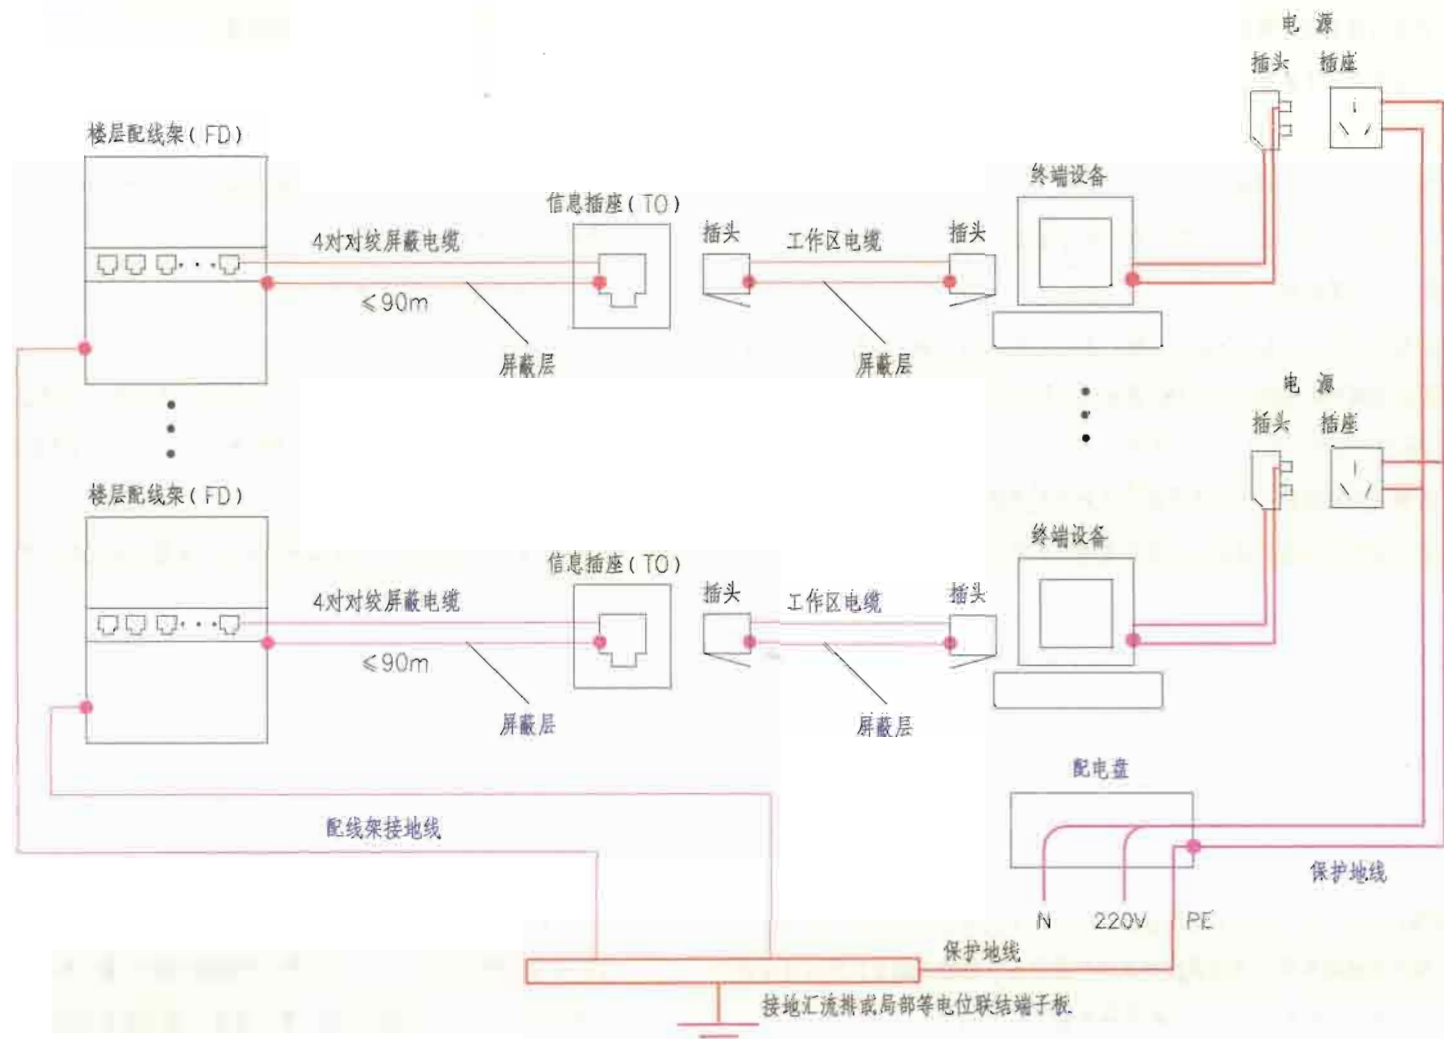 电 源
插头 插座
楼层配线架(FD)
终端设备
信息插座(TO)
4对对绞屏蔽电缆
插头
工作区电缆
插头
≤90m
屏蔽层
屏蔽层
电 源
插头 插座
楼层配线架(FD)
终端设备
信息插座(TO)
4对对绞屏蔽电缆
插头
工作区电缆
插头
≤90m
屏蔽层
屏蔽层
配电盘
配线架接地线
保护地线
N 220V PE
保护地线
接地汇流排或局部等电位联结端子板